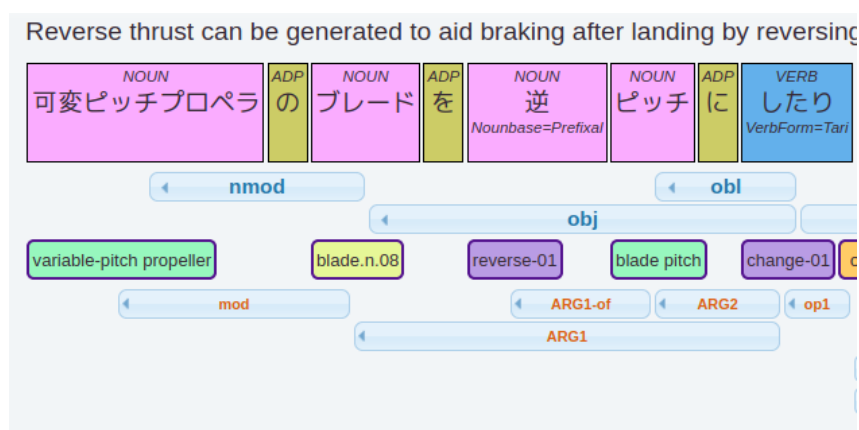 Reverse thrust can be generated to aid braking after landing by reversing
NOUN ADP NOUN ADP NOUN NOUN ADP VERB
可変ピッチプロペラ の ブレード を 逆 ピッチ に したり
Nounbase=Prefixal VerbForm=Tari
nmod obl
obj
variable-pitch propeller blade.n.08 reverse-01 blade pitch change-01
mod ARG1-of ARG2 op1
ARG1